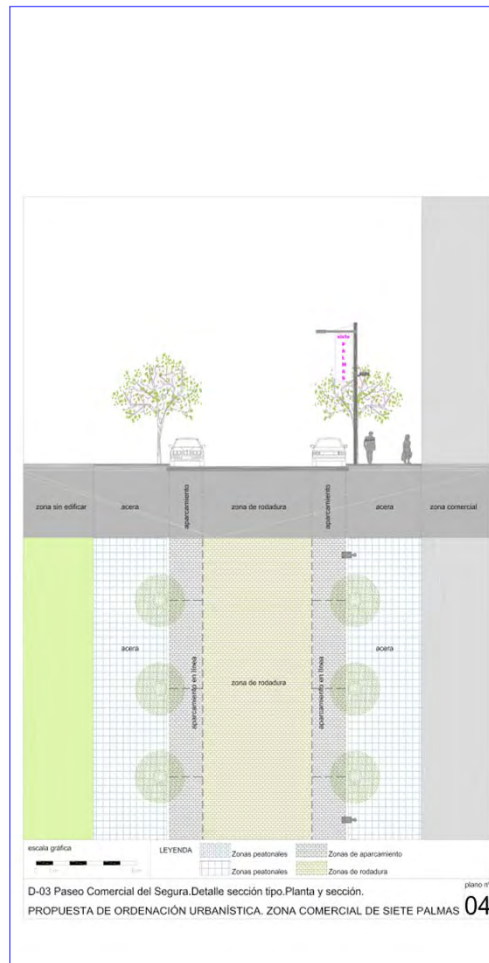 siete
PALMAS
zona sin edificar
acera
aparcamiento
zona de rodadura
aparcamiento
acera
zona comercial
acera
aparcamiento en línea
zona de rodadura
aparcamiento en línea
acera
escala gráfica
LEYENDA
Zonas peatonales
Zonas de aparcamiento
Zonas peatonales
Zonas de rodadura
D-03 Paseo Comercial del Segura.Detalle sección tipo.Planta y sección.
plano nº
PROPUESTA DE ORDENACIÓN URBANÍSTICA. ZONA COMERCIAL DE SIETE PALMAS
04